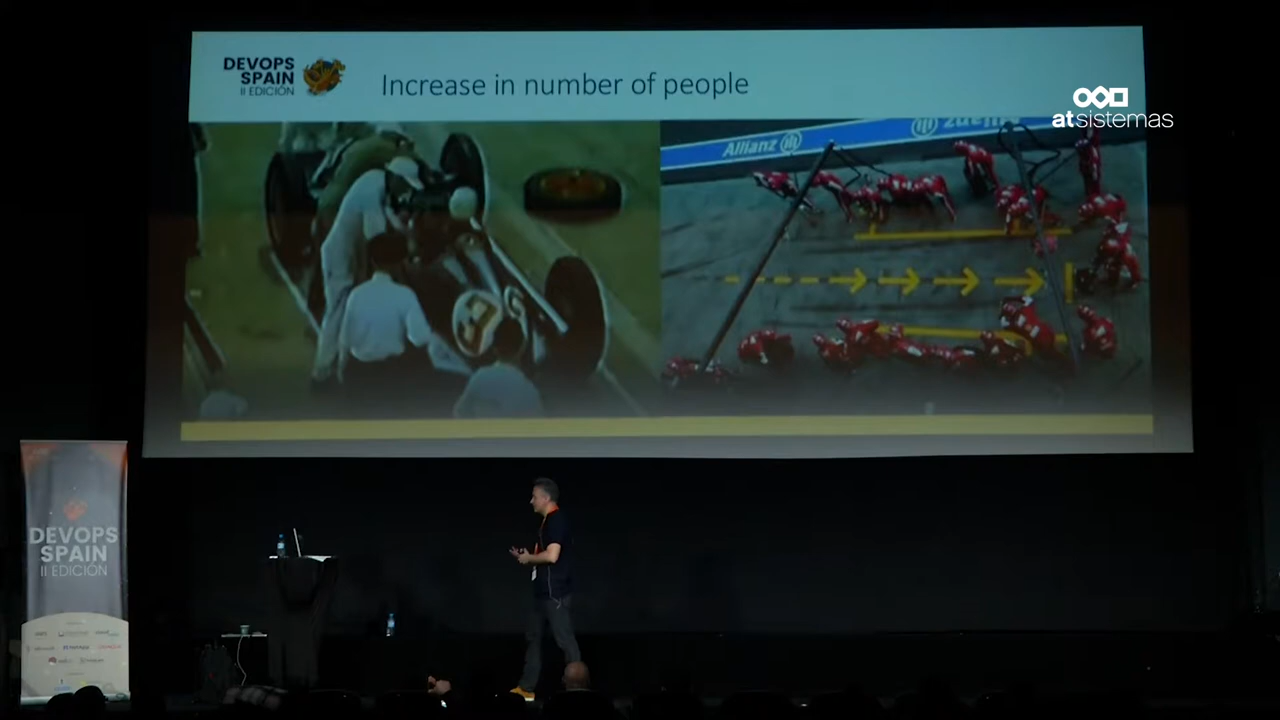 DEVOPS
SPAIN
II EDICIÓN
Increase in number of people
atsistemas
Allianz
DEVOPS
SPAIN
II EDICIÓN